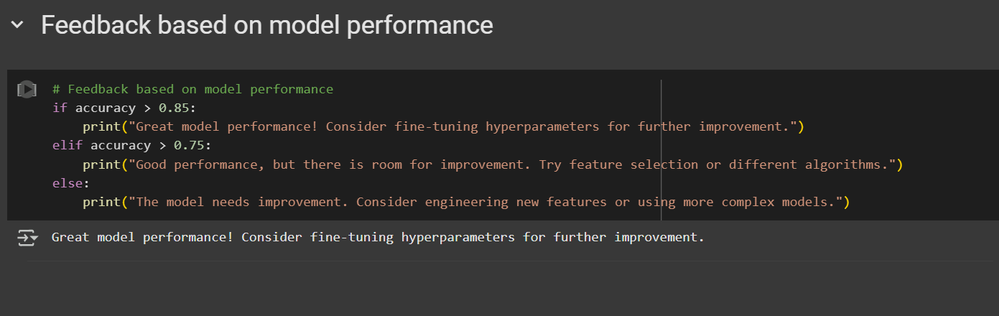 Feedback based on model performance
# Feedback based on model performance
if accuracy > 0.85:
    print("Great model performance! Consider fine-tuning hyperparameters for further improvement.")
elif accuracy > 0.75:
    print("Good performance, but there is room for improvement. Try feature selection or different algorithms.")
else:
    print("The model needs improvement. Consider engineering new features or using more complex models.")
Great model performance! Consider fine-tuning hyperparameters for further improvement.